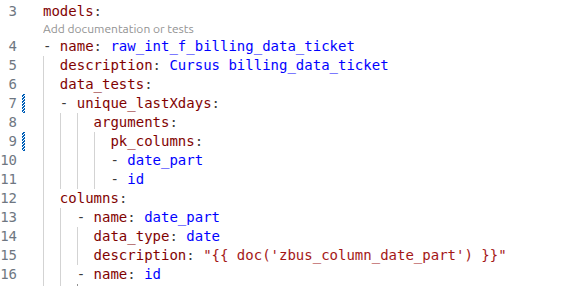 3 models:
Add documentation or tests
4 - name: raw_int_f_billing_data_ticket
5 description: Cursus billing_data_ticket
6 data_tests:
7 - unique_lastXdays:
8 arguments:
9 pk_columns:
10 - date_part
11 - id
12 columns:
13 - name: date_part
14 data_type: date
15 description: "{{ doc('zbus_column_date_part') }}"
16 - name: id